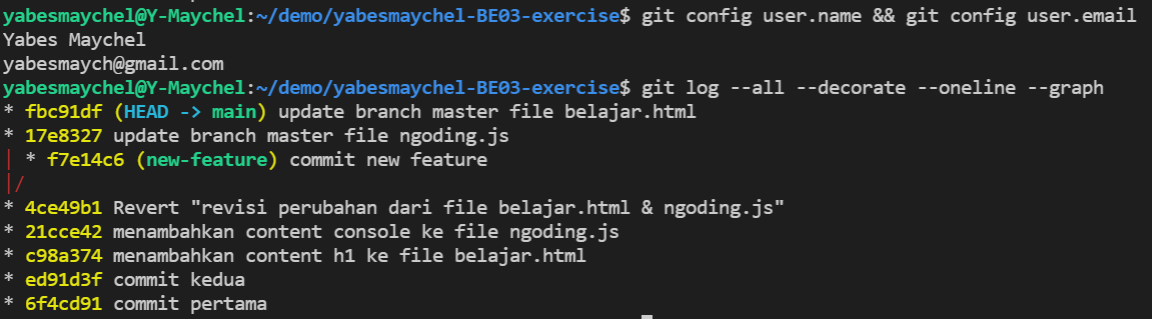 yabesmaychel@Y-Maychel:~/demo/yabesmaychel-BE03-exercise$ git config user.name && git config user.email
Yabes Maychel
yabesmaych@gmail.com
yabesmaychel@Y-Maychel:~/demo/yabesmaychel-BE03-exercise$ git log --all --decorate --oneline --graph
* fbc91df (HEAD -> main) update branch master file belajar.html
* 17e8327 update branch master file ngoding.js
| * f7e14c6 (new-feature) commit new feature
|/
* 4ce49b1 Revert "revisi perubahan dari file belajar.html & ngoding.js"
* 21cce42 menambahkan content console ke file ngoding.js
* c98a374 menambahkan content h1 ke file belajar.html
* ed91d3f commit kedua
* 6f4cd91 commit pertama